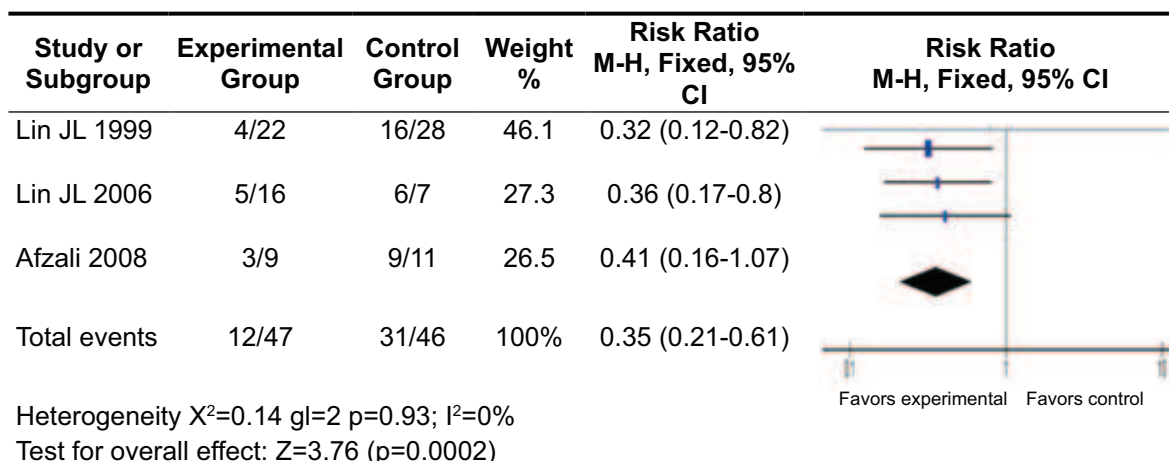 Study or Subgroup Experimental Group Control Group Weight % Risk Ratio M-H, Fixed, 95% CI Risk Ratio M-H, Fixed, 95% CI
Lin JL 1999 4/22 16/28 46.1 0.32 (0.12-0.82)
Lin JL 2006 5/16 6/7 27.3 0.36 (0.17-0.8)
Afzali 2008 3/9 9/11 26.5 0.41 (0.16-1.07)
Total events 12/47 31/46 100% 0.35 (0.21-0.61)
1
Favors experimental Favors control
Heterogeneity X²=0.14 gl=2 p=0.93; I²=0%
Test for overall effect: Z=3.76 (p=0.0002)